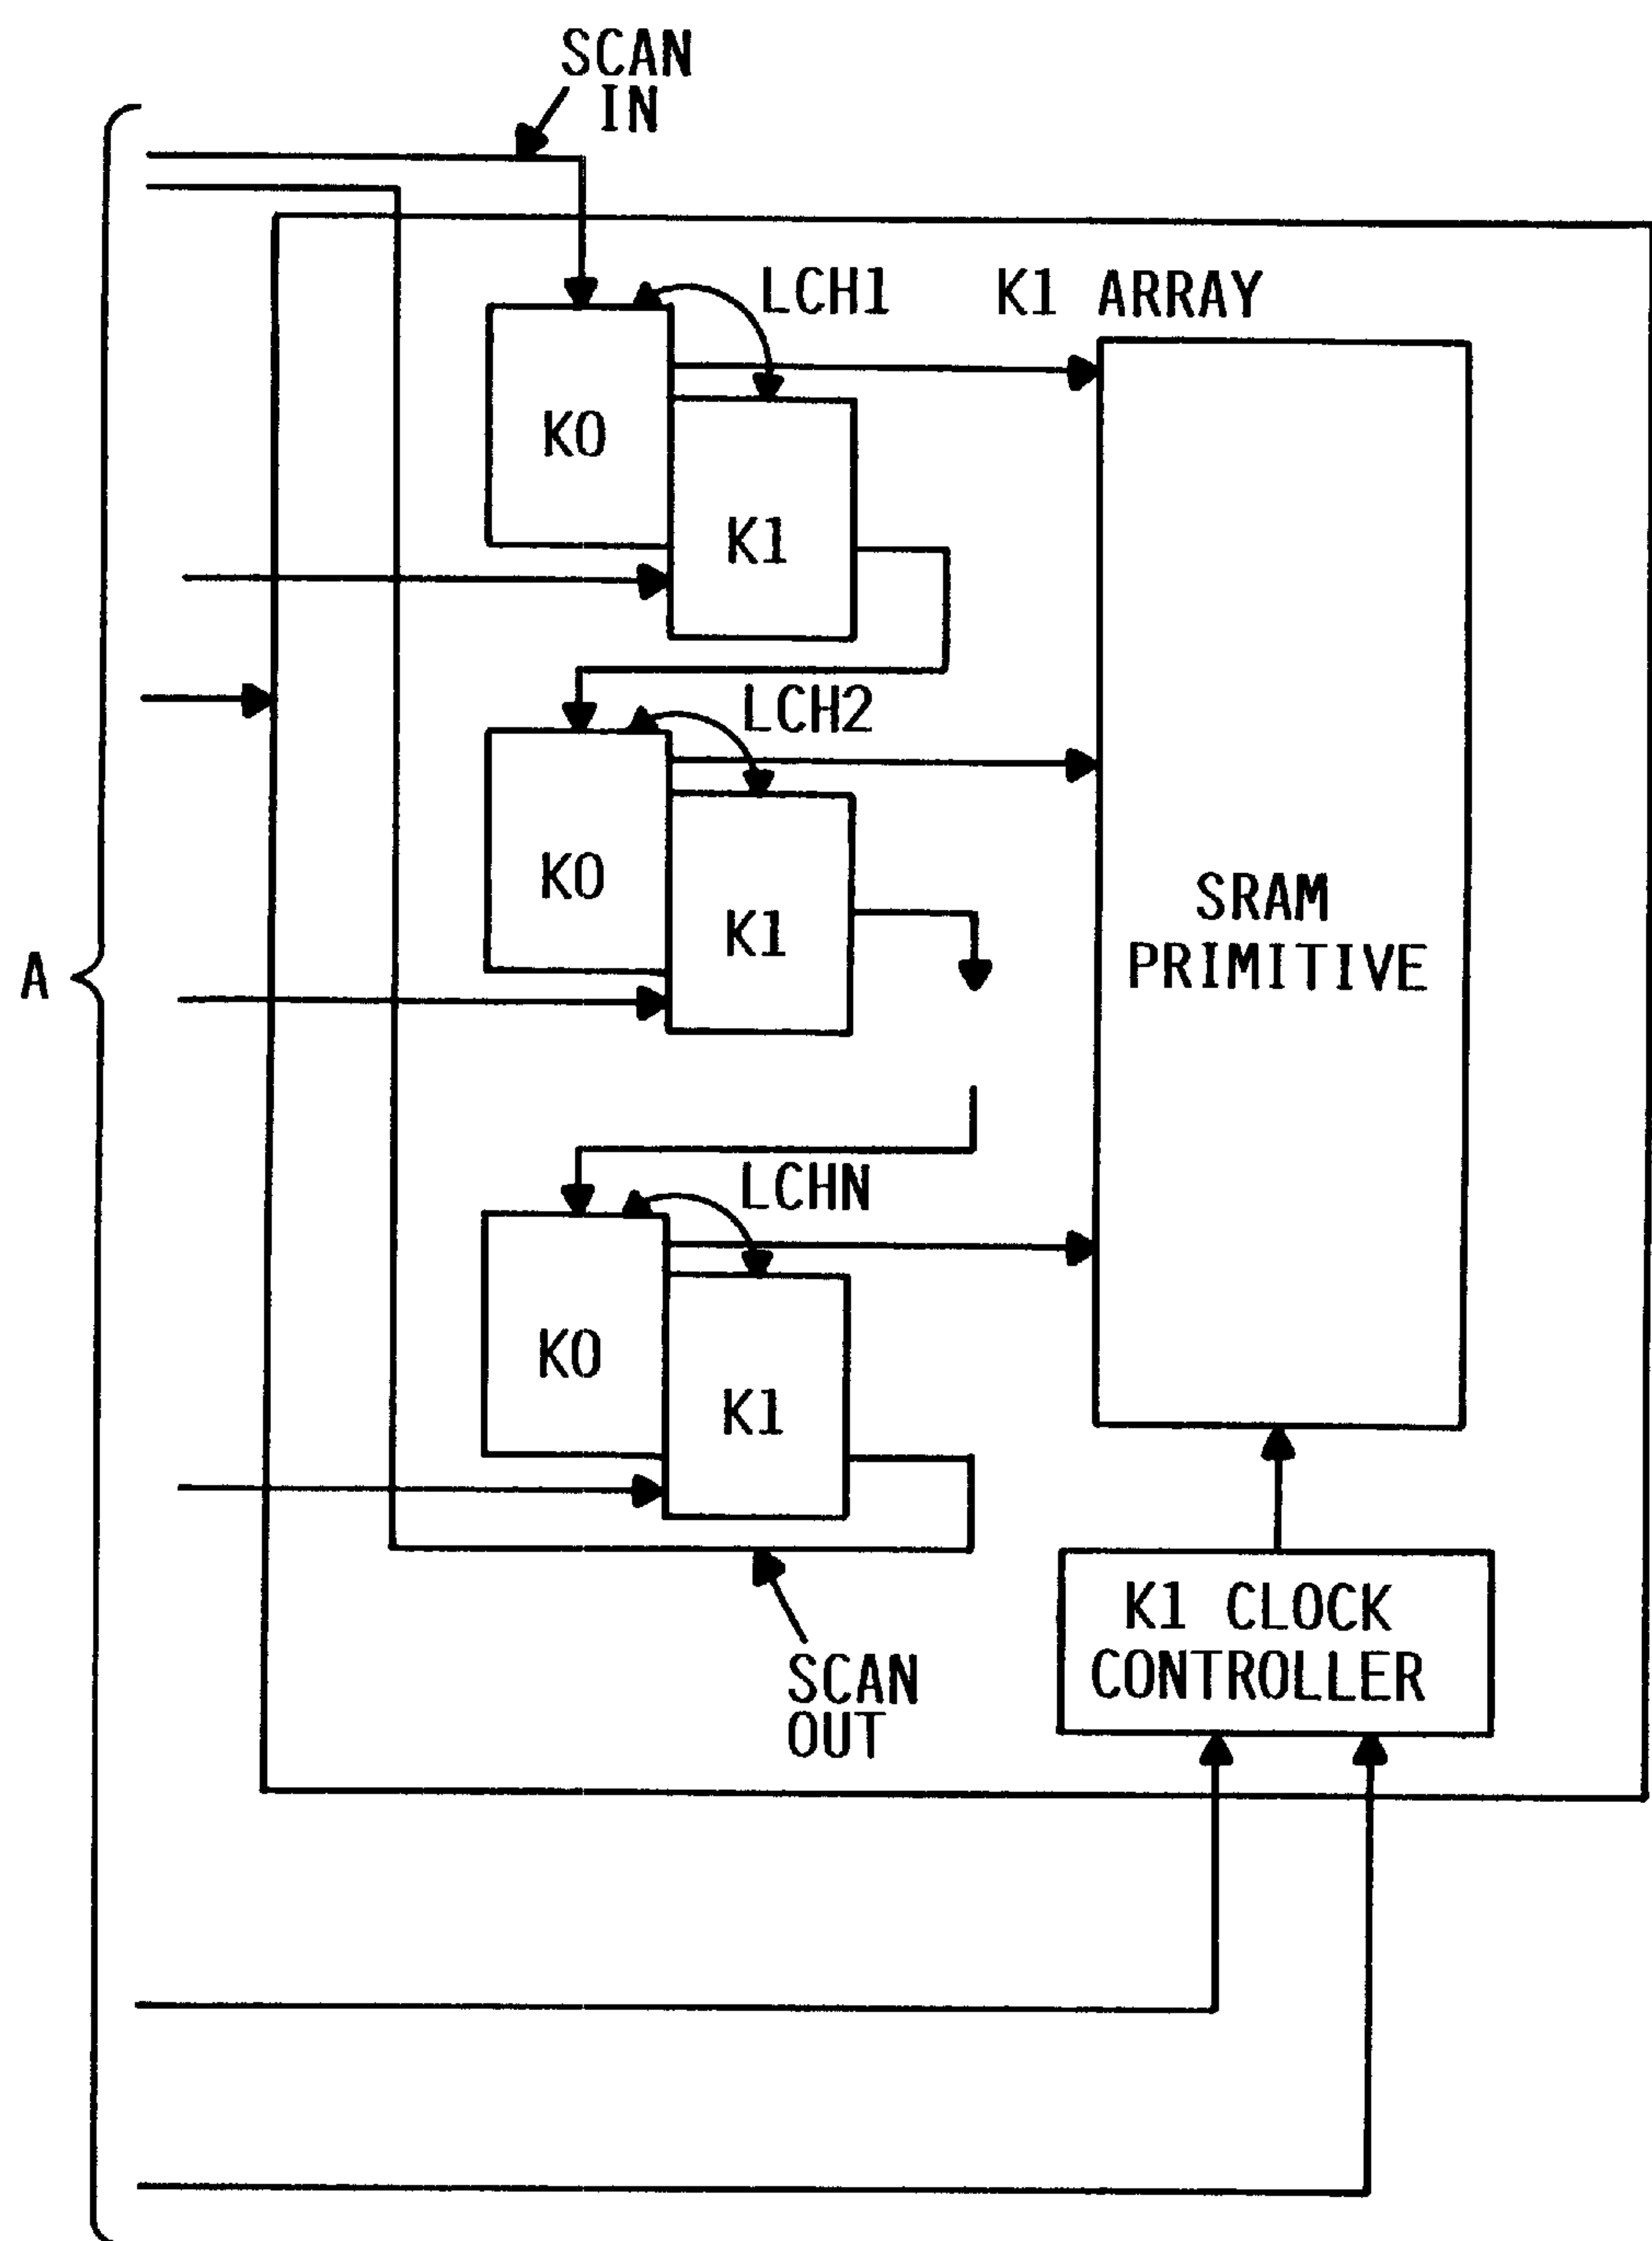 SCAN
IN
LCH1
K1 ARRAY
K0
K1
LCH2
K0
K1
SRAM
PRIMITIVE
A
LCHN
K0
K1
K1 CLOCK
CONTROLLER
SCAN
OUT